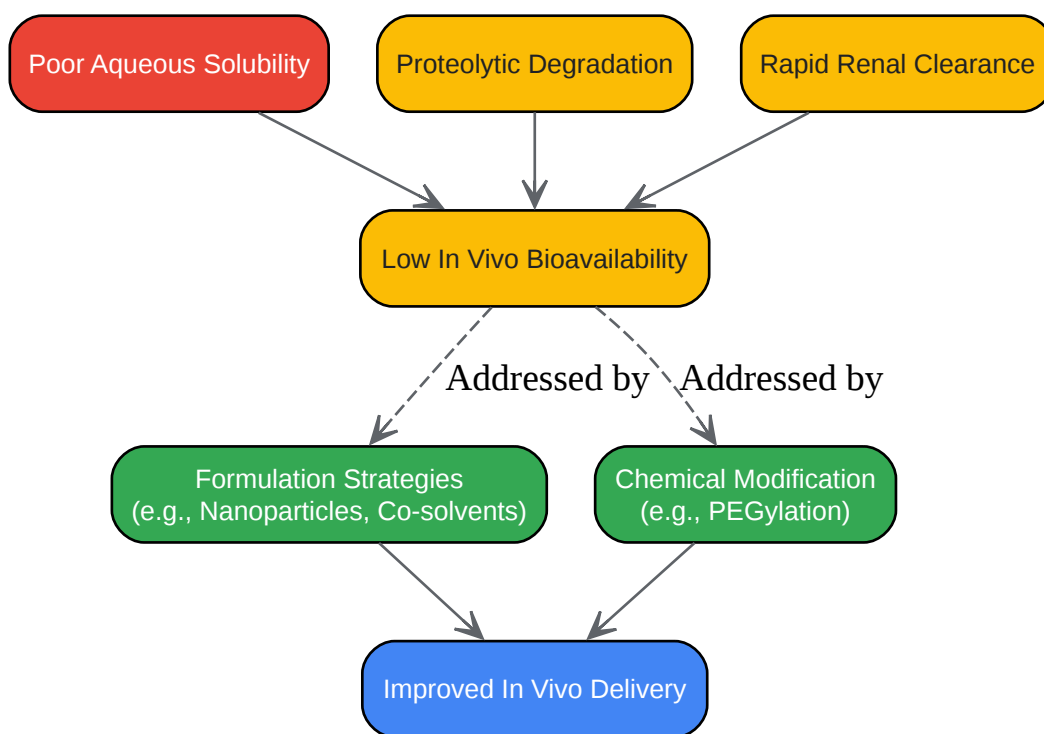 Poor Aqueous Solubility
Proteolytic Degradation
Rapid Renal Clearance
Low In Vivo Bioavailability
Addressed by
Addressed by
Formulation Strategies
(e.g., Nanoparticles, Co-solvents)
Chemical Modification
(e.g., PEGylation)
Improved In Vivo Delivery